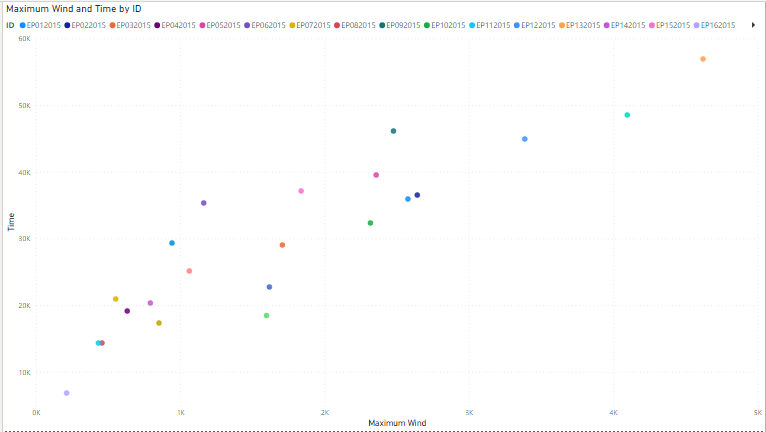 Maximum Wind and Time by ID
ID EP012015 EP022015 EP032015 EP042015 EP052015 EP062015 EP072015 EP082015 EP092015 EP102015 EP112015 EP122015 EP132015 EP142015 EP152015 EP162015
60K
50K
40K
30K
20K
10K
Time
0K 1K 2K 3K 4K 5K
Maximum Wind